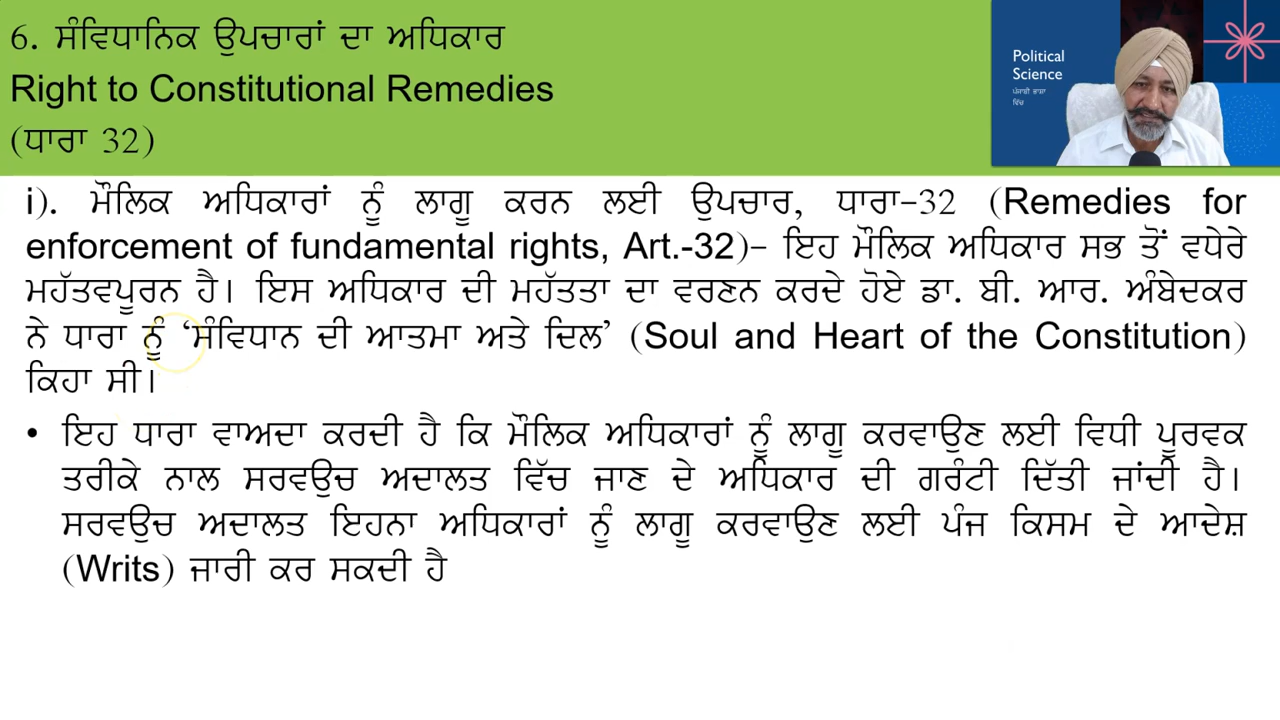 6. ਸੰਵਿਧਾਨਿਕ ਉਪਚਾਰਾਂ ਦਾ ਅਧਿਕਾਰ
Right to Constitutional Remedies
(ਧਾਰਾ 32)
Political
Science
ਪੰਜਾਬੀ ਭਾਸ਼ਾ
ਵਿੱਚ
i). ਮੌਲਿਕ ਅਧਿਕਾਰਾਂ ਨੂੰ ਲਾਗੂ ਕਰਨ ਲਈ ਉਪਚਾਰ, ਧਾਰਾ-32 (Remedies for
enforcement of fundamental rights, Art.-32)- ਇਹ ਮੌਲਿਕ ਅਧਿਕਾਰ ਸਭ ਤੋਂ ਵਧੇਰੇ
ਮਹੱਤਵਪੂਰਨ ਹੈ। ਇਸ ਅਧਿਕਾਰ ਦੀ ਮਹੱਤਤਾ ਦਾ ਵਰਣਨ ਕਰਦੇ ਹੋਏ ਡਾ. ਬੀ. ਆਰ. ਅੰਬੇਦਕਰ
ਨੇ ਧਾਰਾ ਨੂੰ ‘ਸੰਵਿਧਾਨ ਦੀ ਆਤਮਾ ਅਤੇ ਦਿਲ’ (Soul and Heart of the Constitution)
ਕਿਹਾ ਸੀ।
• ਇਹ ਧਾਰਾ ਵਾਅਦਾ ਕਰਦੀ ਹੈ ਕਿ ਮੌਲਿਕ ਅਧਿਕਾਰਾਂ ਨੂੰ ਲਾਗੂ ਕਰਵਾਉਣ ਲਈ ਵਿਧੀ ਪੂਰਵਕ
ਤਰੀਕੇ ਨਾਲ ਸਰਵਉਚ ਅਦਾਲਤ ਵਿੱਚ ਜਾਣ ਦੇ ਅਧਿਕਾਰ ਦੀ ਗਰੰਟੀ ਦਿੱਤੀ ਜਾਂਦੀ ਹੈ।
ਸਰਵਉਚ ਅਦਾਲਤ ਇਹਨਾ ਅਧਿਕਾਰਾਂ ਨੂੰ ਲਾਗੂ ਕਰਵਾਉਣ ਲਈ ਪੰਜ ਕਿਸਮ ਦੇ ਆਦੇਸ਼
(Writs) ਜਾਰੀ ਕਰ ਸਕਦੀ ਹੈ